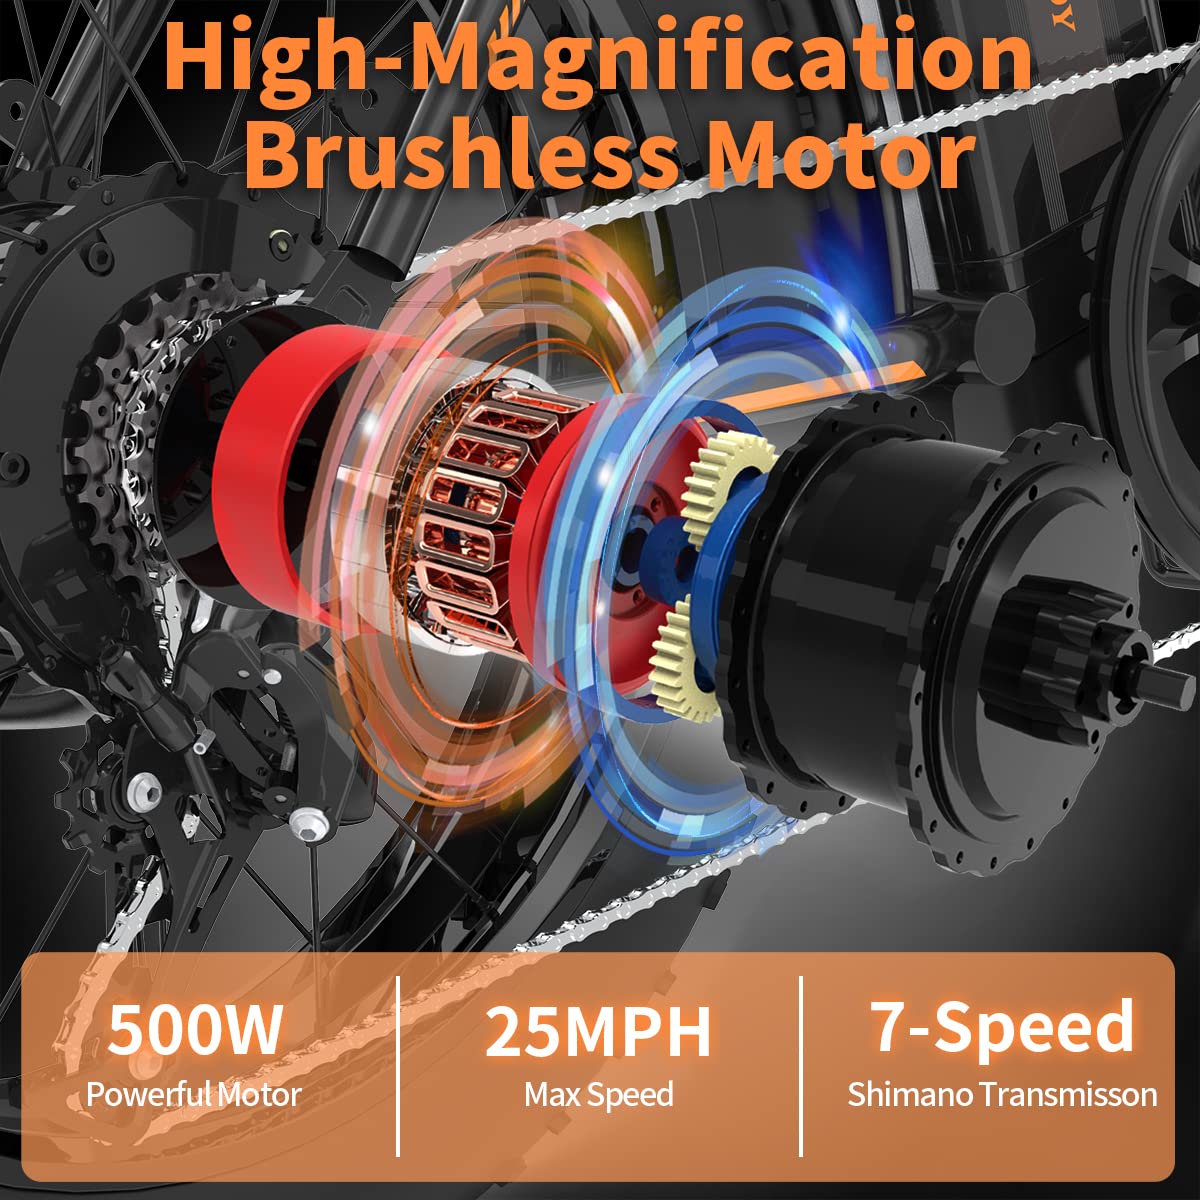 High-Magnification
Brushless Motor
500W
Powerful Motor
25MPH
Max Speed
7-Speed
Shimano Transmisson